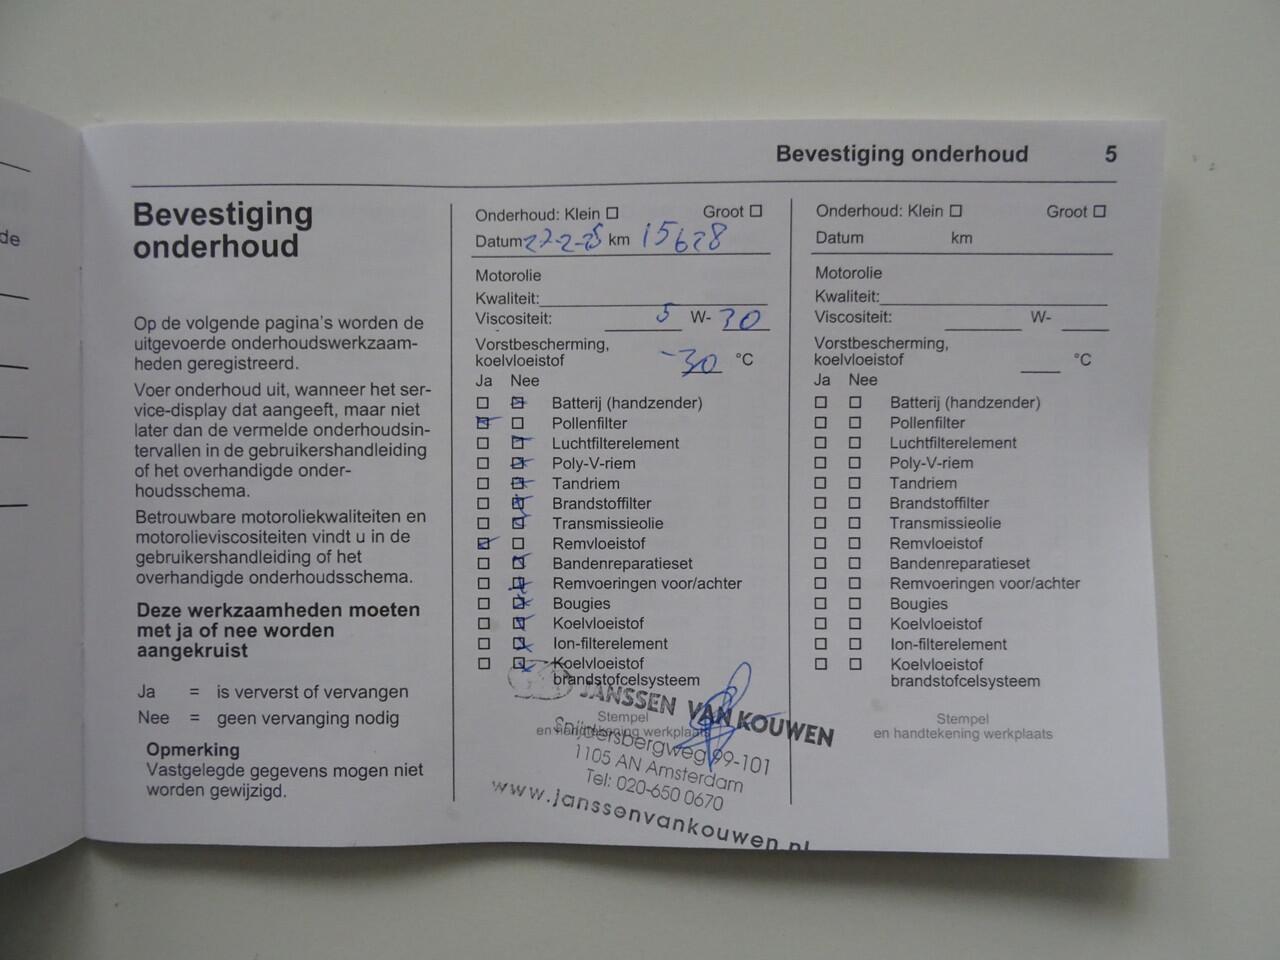 de
Bevestiging onderhoud 5
Bevestiging
onderhoud
Op de volgende pagina's worden de
uitgevoerde onderhoudswerkzaam-
heden geregistreerd.
Voer onderhoud uit, wanneer het ser-
vice-display dat aangeeft, maar niet
later dan de vermelde onderhoudsin-
tervallen in de gebruikershandleiding
of het overhandigde onder-
houdsschema.
Betrouwbare motoroliekwaliteiten en
motorolieviscositeiten vindt u in de
gebruikershandleiding of het
overhandigde onderhoudsschema.
Deze werkzaamheden moeten
met ja of nee worden
aangekruist
Ja = is ververst of vervangen
Nee = geen vervanging nodig
Opmerking
Vastgelegde gegevens mogen niet
worden gewijzigd.
Onderhoud: Klein Groot
Datum 27-2-25 km 15628
Motorolie
Kwaliteit:
Viscositeit: 5 W- 30
Vorstbescherming,
koelvloeistof -30 °C
Ja Nee
Batterij (handzender)
Pollenfilter
Luchtfilterelement
Poly-V-riem
Tandriem
Brandstoffilter
Transmissieolie
Remvloeistof
Bandenreparatieset
Remvoeringen voor/achter
Bougies
Koelvloeistof
Ion-filterelement
Koelvloeistof
brandstofcelsysteem
Stempel
en handtekening werkplaats
JANSSEN VAN KOUWEN
Snijdersbergweg 99-101
1105 AN Amsterdam
Tel: 020-650 0670
www.janssenvankouwen.nl
Onderhoud: Klein Groot
Datum km
Motorolie
Kwaliteit:
Viscositeit: W-
Vorstbescherming,
koelvloeistof °C
Ja Nee
Batterij (handzender)
Pollenfilter
Luchtfilterelement
Poly-V-riem
Tandriem
Brandstoffilter
Transmissieolie
Remvloeistof
Bandenreparatieset
Remvoeringen voor/achter
Bougies
Koelvloeistof
Ion-filterelement
Koelvloeistof
brandstofcelsysteem
Stempel
en handtekening werkplaats